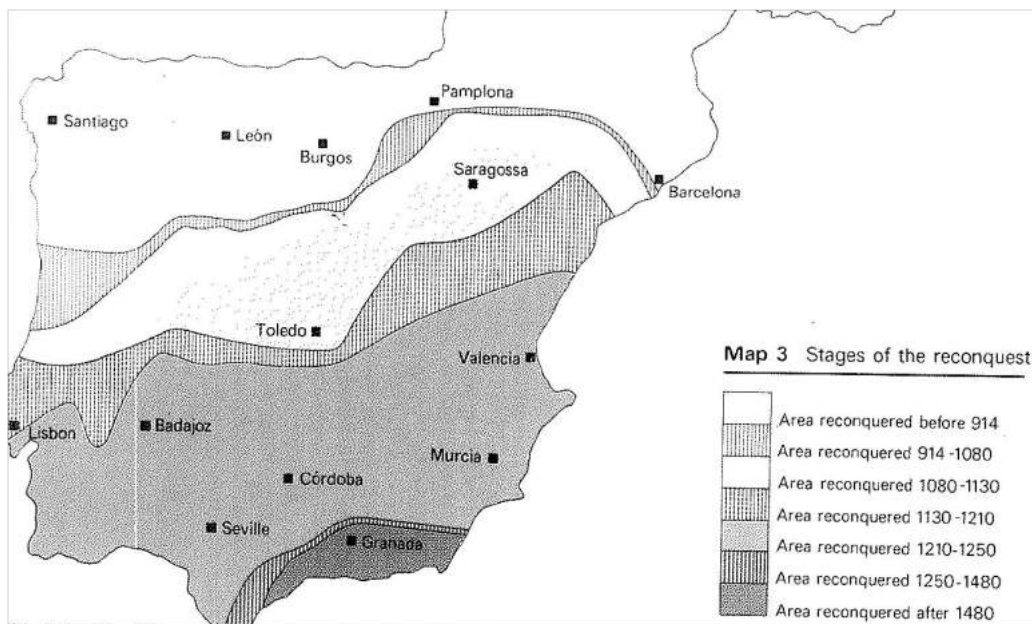 Pamplona
Santiago
León
Burgos
Saragossa
Barcelona
Toledo
Valencia
Lisbon
Badajoz
Murcia
Córdoba
Seville
Granada
Map 3 Stages of the reconquest
Area reconquered before 914
Area reconquered 914-1080
Area reconquered 1080-1130
Area reconquered 1130-1210
Area reconquered 1210-1250
Area reconquered 1250-1480
Area reconquered after 1480